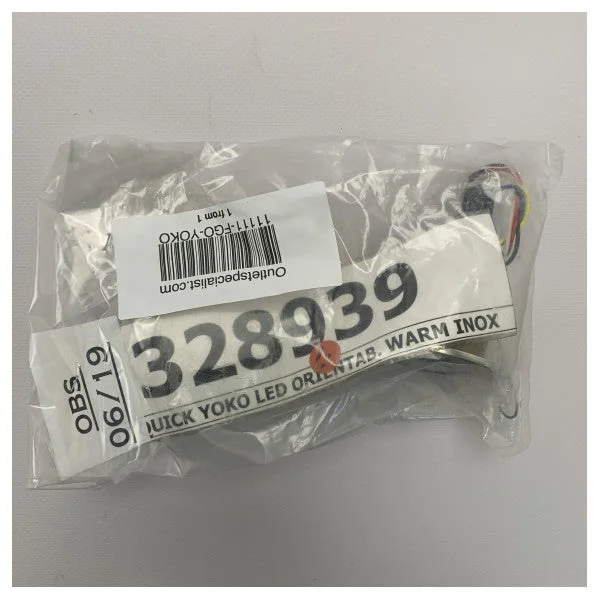 Outletspecialist.com
11111-FGO-YOKO
1 from 1
328939
QUICK YOKO LED ORIENTAB. WARM INOX
OBS
06/19